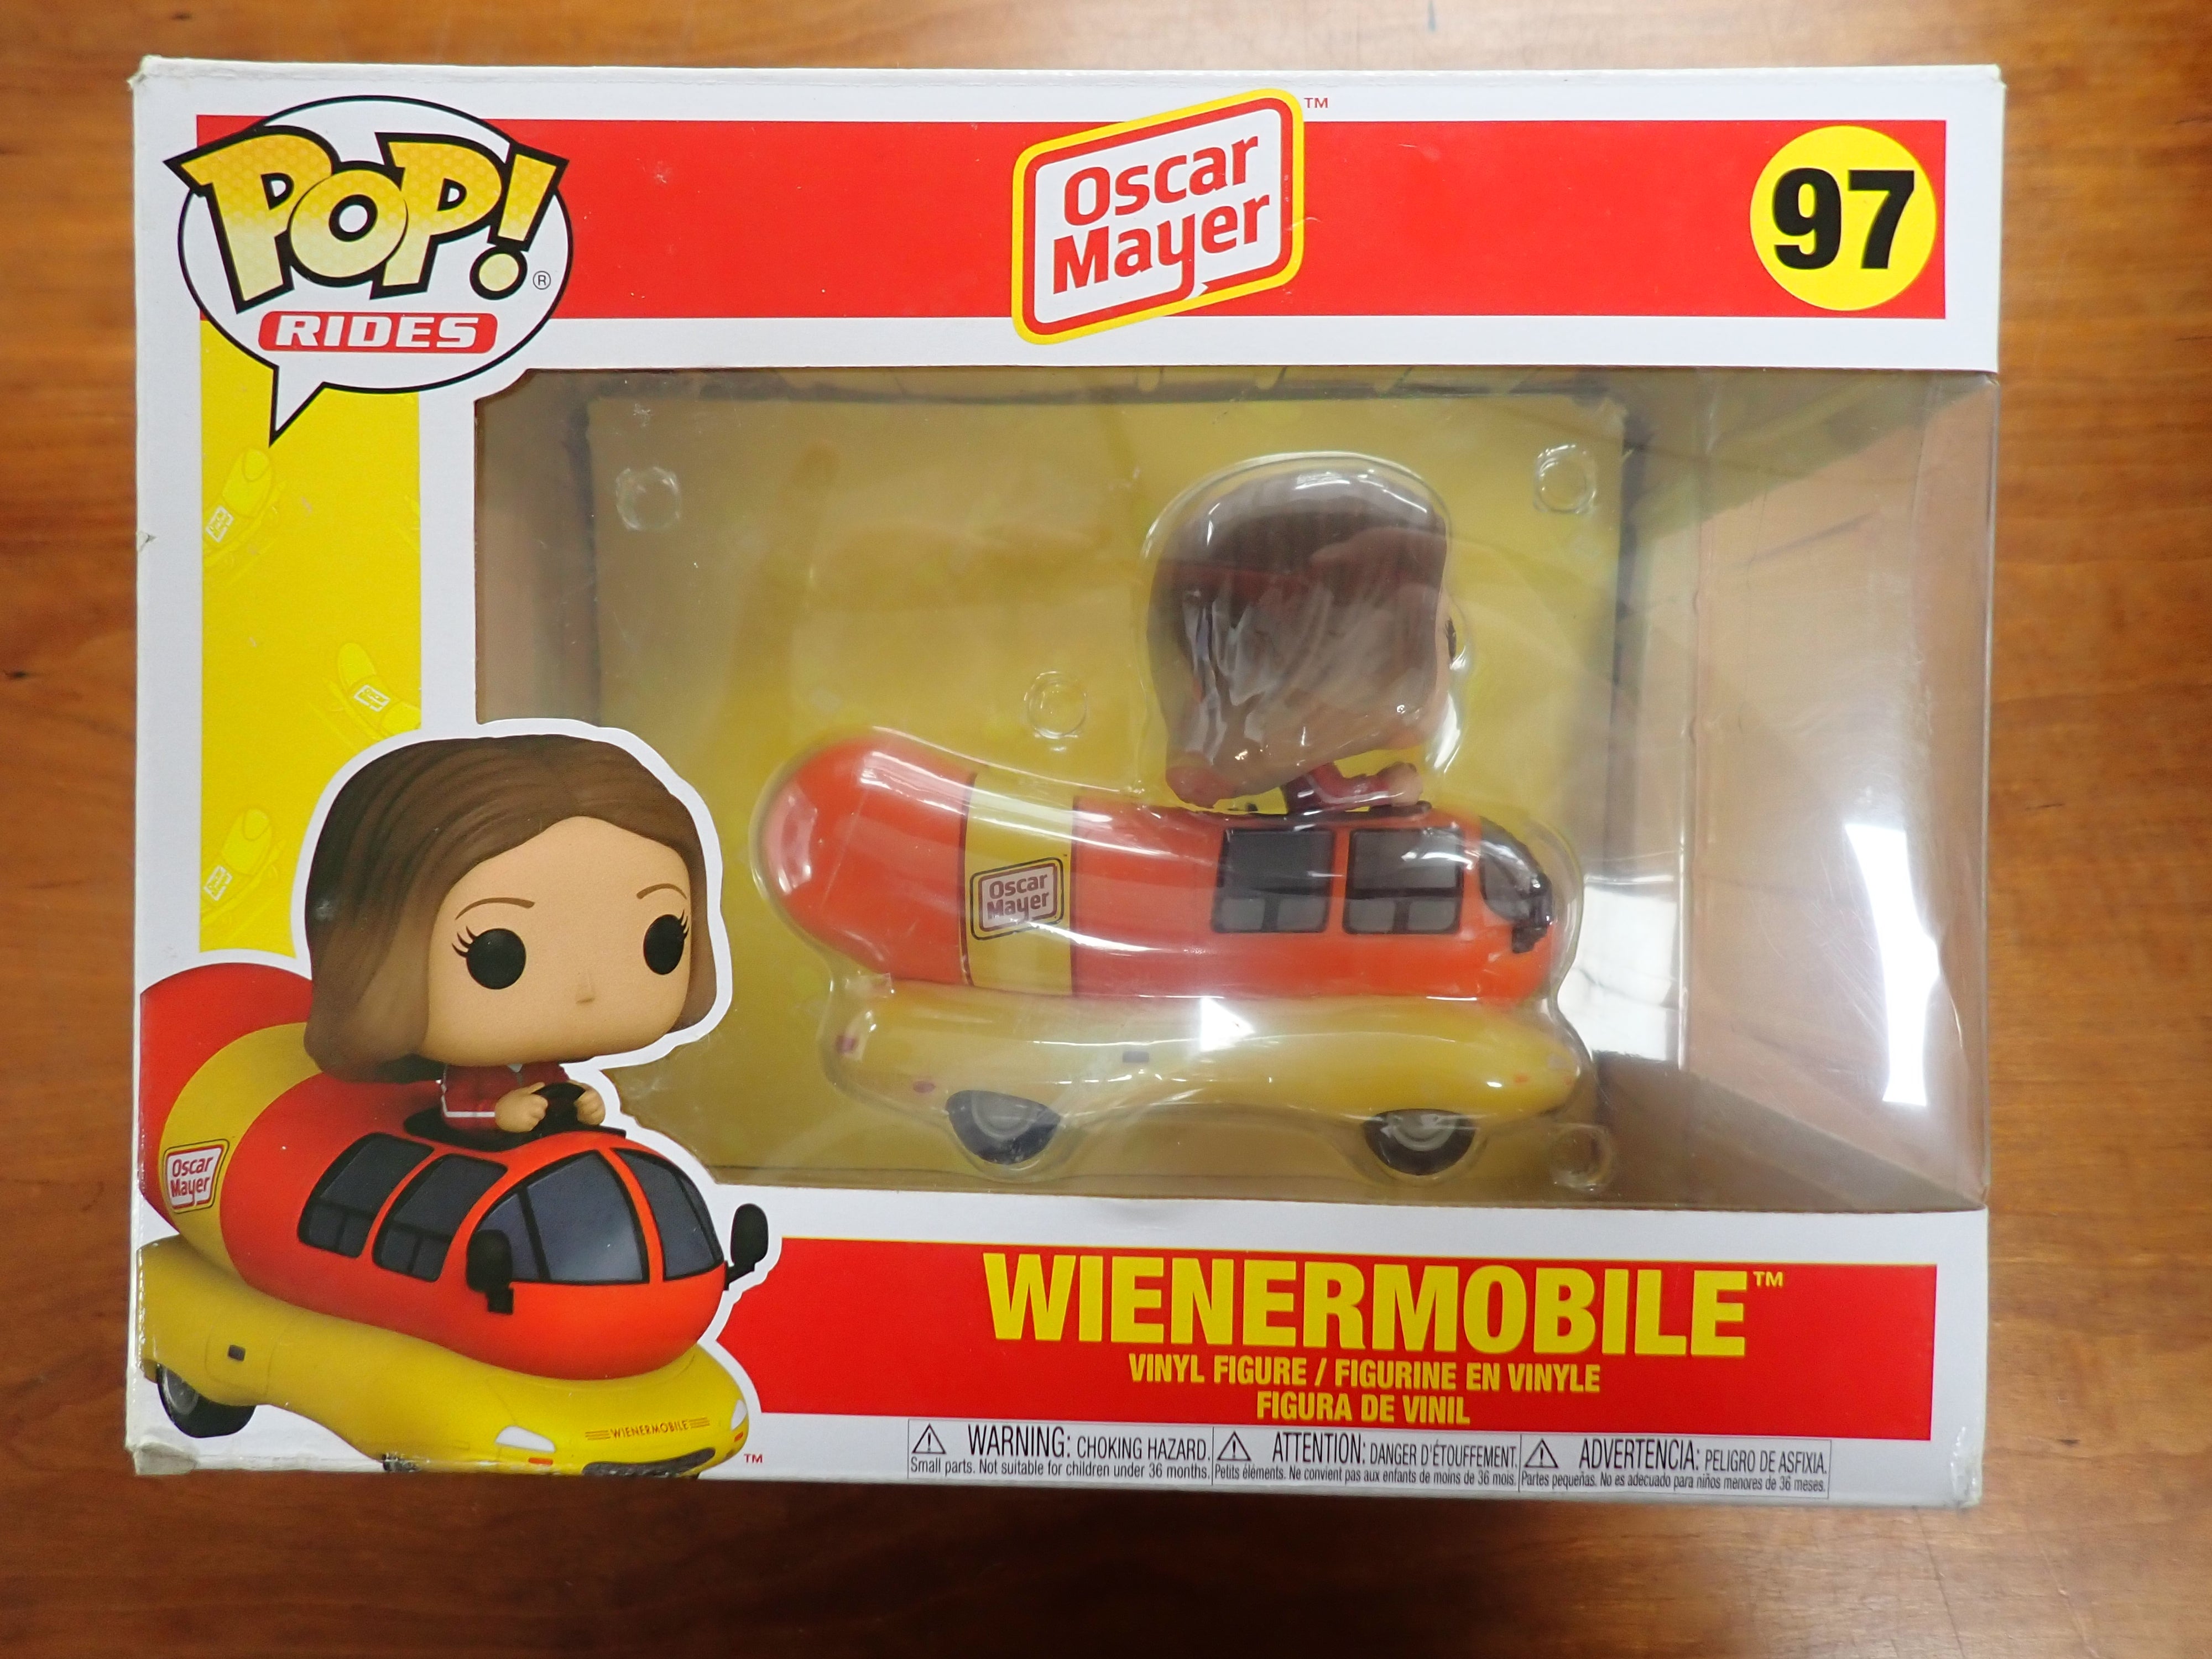 POP!®
RIDES
Oscar
Mayer
™
97
Oscar
Mayer
Oscar
Mayer
WIENERMOBILE
™
WIENERMOBILE™
VINYL FIGURE / FIGURINE EN VINYLE
FIGURA DE VINIL
WARNING: CHOKING HAZARD.
Small parts. Not suitable for children under 36 months.
ATTENTION: DANGER D'ÉTOUFFEMENT.
Petits éléments. Ne convient pas aux enfants de moins de 36 mois.
ADVERTENCIA: PELIGRO DE ASFIXIA.
Partes pequeñas. No es adecuado para niños menores de 36 meses.